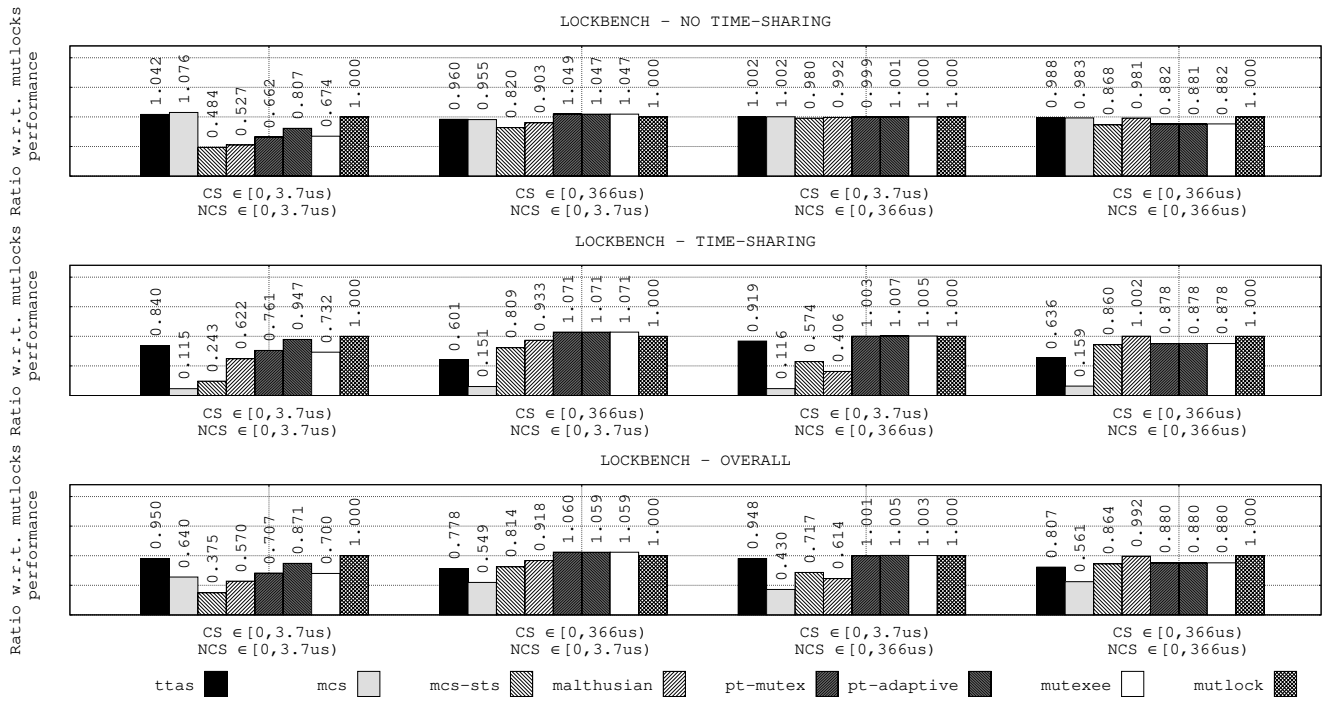 LOCKBENCH - NO TIME-SHARING
Ratio w.r.t. mutlocks
performance
1.042 1.076 0.484 0.527 0.662 0.807 0.674 1.000
0.960 0.955 0.820 0.903 1.049 1.047 1.047 1.000
1.002 1.002 0.980 0.992 0.999 1.001 1.000 1.000
0.988 0.983 0.868 0.981 0.882 0.881 0.882 1.000
CS ∈[0,3.7us) CS ∈[0,366us) CS ∈[0,3.7us) CS ∈[0,366us)
NCS ∈[0,3.7us) NCS ∈[0,3.7us) NCS ∈[0,366us) NCS ∈[0,366us)
LOCKBENCH - TIME-SHARING
Ratio w.r.t. mutlocks
performance
0.840 0.115 0.243 0.622 0.761 0.947 0.732 1.000
0.601 0.151 0.809 0.933 1.071 1.071 1.071 1.000
0.919 0.116 0.574 0.406 1.003 1.007 1.005 1.000
0.636 0.159 0.860 1.002 0.878 0.878 0.878 1.000
CS ∈[0,3.7us) CS ∈[0,366us) CS ∈[0,3.7us) CS ∈[0,366us)
NCS ∈[0,3.7us) NCS ∈[0,3.7us) NCS ∈[0,366us) NCS ∈[0,366us)
LOCKBENCH - OVERALL
Ratio w.r.t. mutlocks
performance
0.950 0.640 0.375 0.570 0.707 0.871 0.700 1.000
0.778 0.549 0.814 0.918 1.060 1.059 1.059 1.000
0.948 0.430 0.717 0.614 1.001 1.005 1.003 1.000
0.807 0.561 0.864 0.992 0.880 0.880 0.880 1.000
CS ∈[0,3.7us) CS ∈[0,366us) CS ∈[0,3.7us) CS ∈[0,366us)
NCS ∈[0,3.7us) NCS ∈[0,3.7us) NCS ∈[0,366us) NCS ∈[0,366us)
ttas mcs mcs-sts malthusian pt-mutex pt-adaptive mutexee mutlock